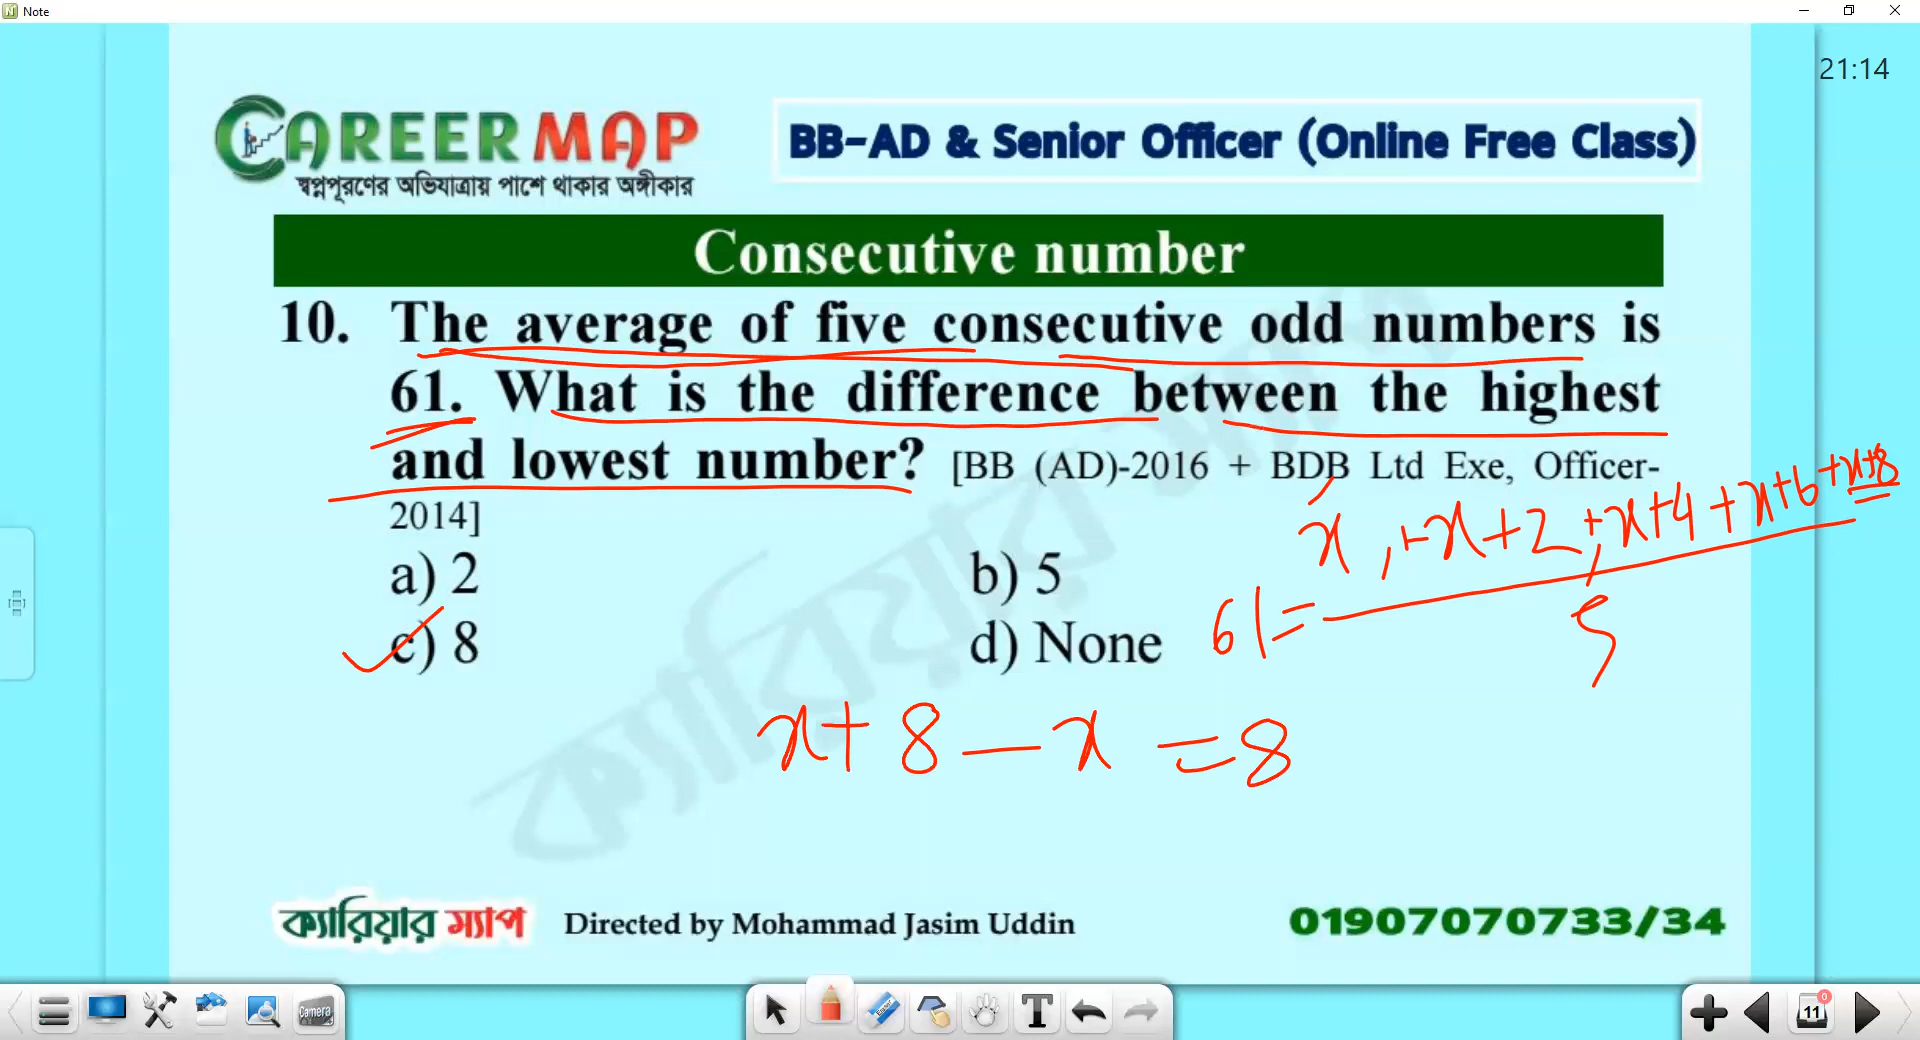 Note
21:14
CAREER MAP
স্বপ্নপূরণের অভিযাত্রায় পাশে থাকার অঙ্গীকার
BB-AD & Senior Officer (Online Free Class)
Consecutive number
10. The average of five consecutive odd numbers is
61. What is the difference between the highest
and lowest number? [BB (AD)-2016 + BDB Ltd Exe, Officer-
2014]
a) 2 b) 5
c) 8 d) None
x, +x+2, +x+4+x+6+x+8
61=
5
x+8-x=8
ক্যারিয়ার ম্যাপ
ক্যারিয়ার ম্যাপ Directed by Mohammad Jasim Uddin 01907070733/34
Camera
T
11
0